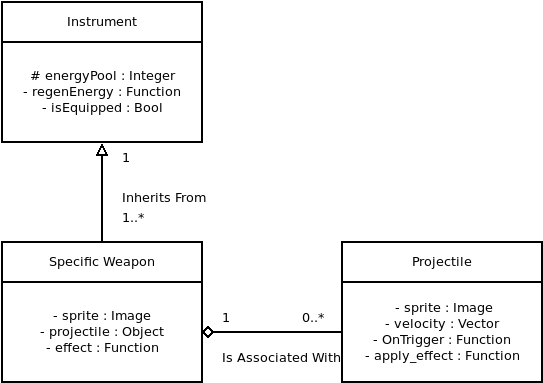 Instrument
# energyPool : Integer
- regenEnergy : Function
- isEquipped : Bool
1
Inherits From
1..*
Specific Weapon
- sprite : Image
- projectile : Object
- effect : Function
1
0..*
Is Associated With
Projectile
- sprite : Image
- velocity : Vector
- OnTrigger : Function
- apply_effect : Function